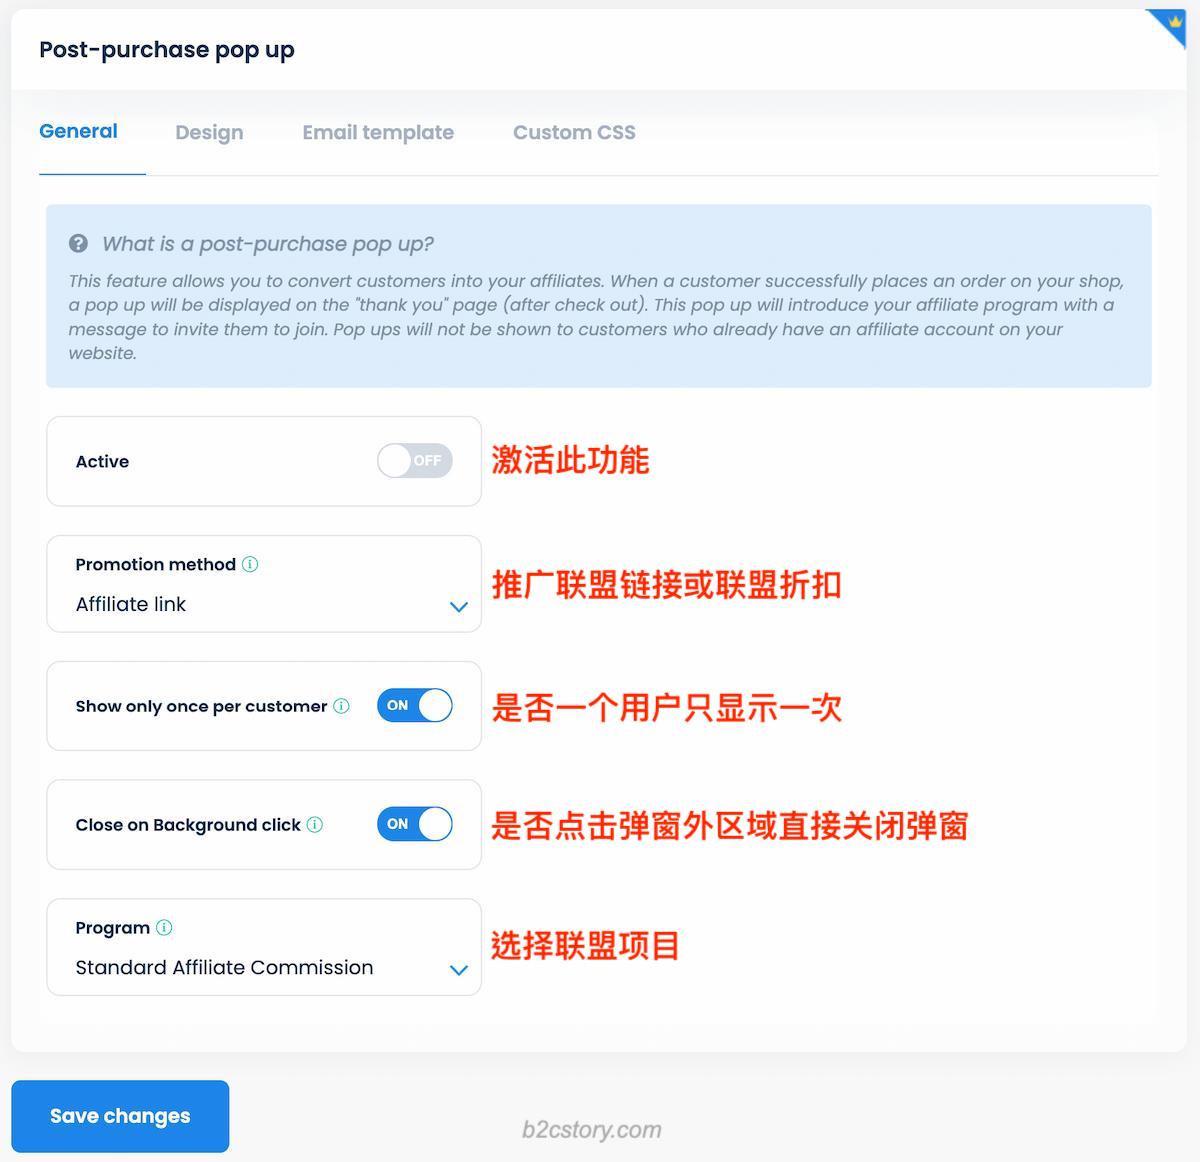 Post-purchase pop up
General Design Email template Custom CSS
What is a post-purchase pop up?
This feature allows you to convert customers into your affiliates. When a customer successfully places an order on your shop,
a pop up will be displayed on the "thank you" page (after check out). This pop up will introduce your affiliate program with a
message to invite them to join. Pop ups will not be shown to customers who already have an affiliate account on your
website.
Active OFF 激活此功能
Promotion method
Affiliate link
推广联盟链接或联盟折扣
Show only once per customer ON 是否一个用户只显示一次
Close on Background click ON 是否点击弹窗外区域直接关闭弹窗
Program
Standard Affiliate Commission
选择联盟项目
Save changes
b2cstory.com